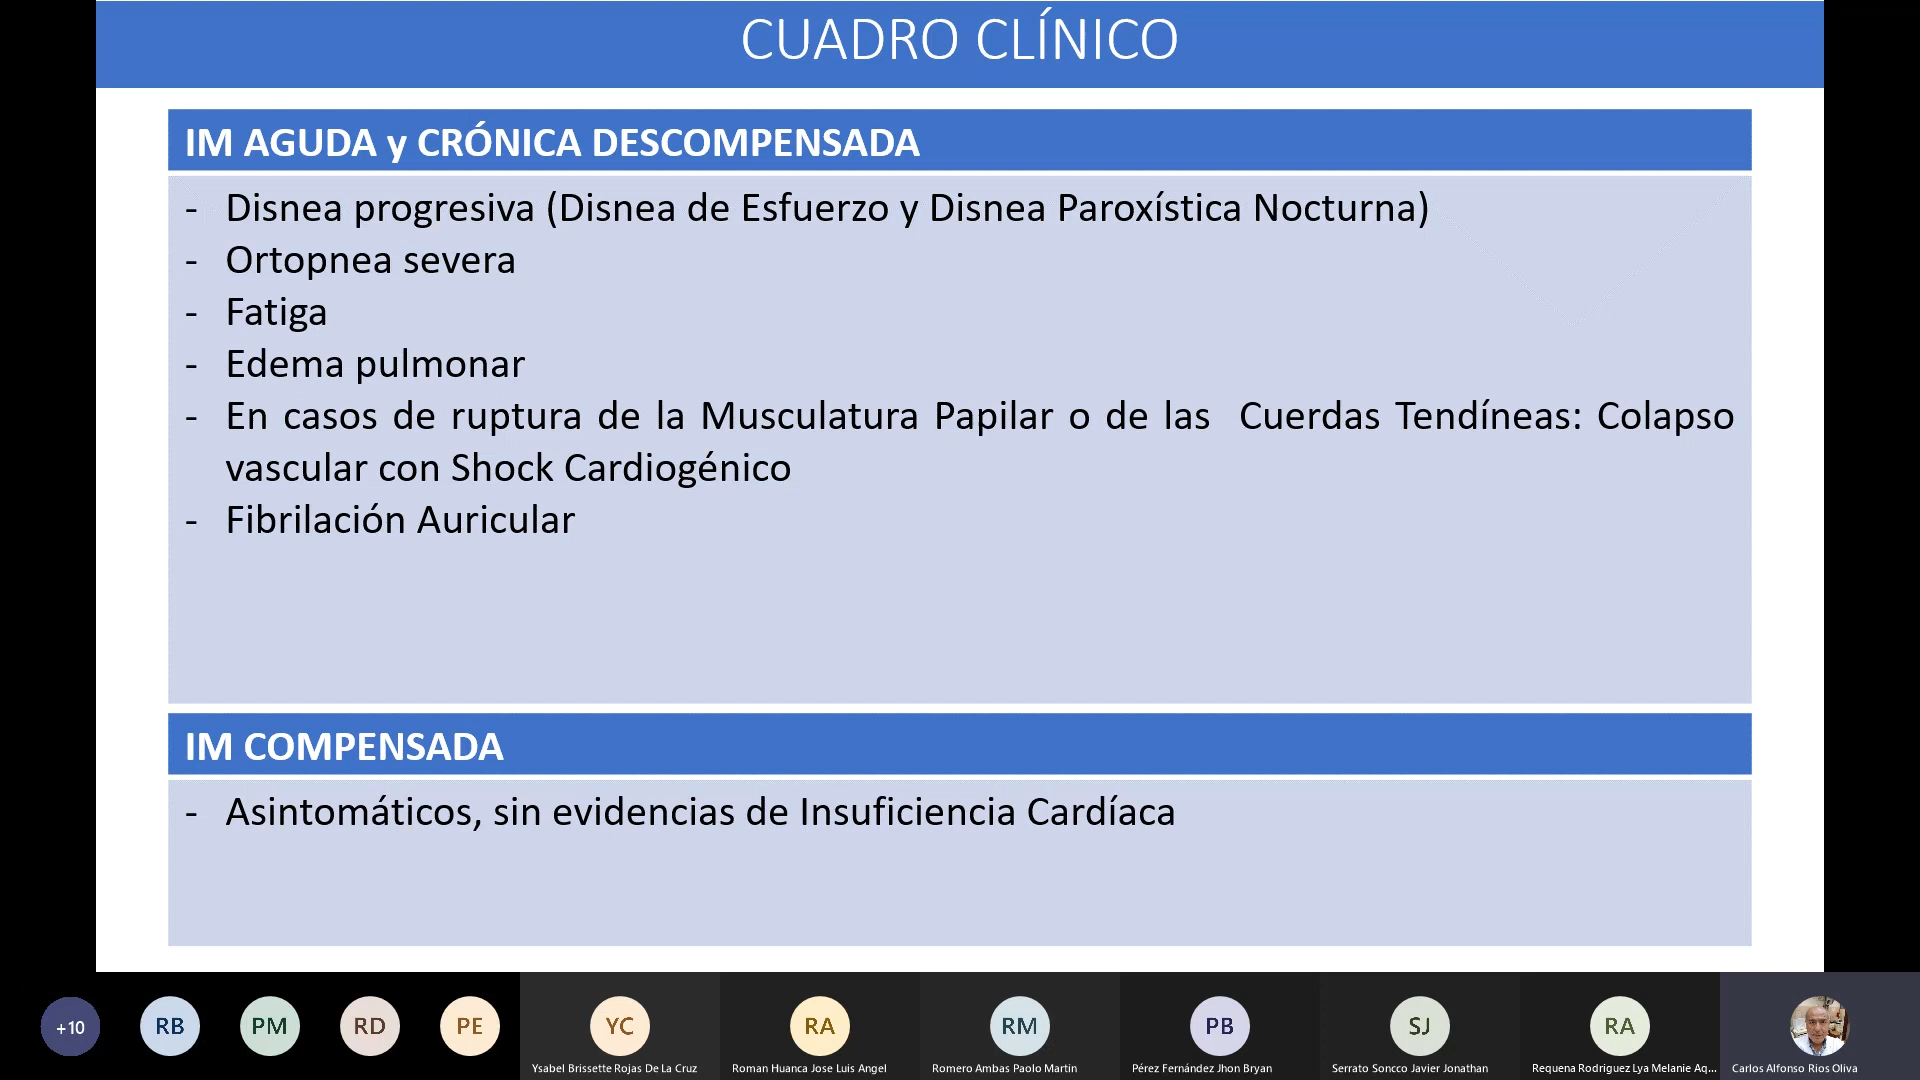 CUADRO CLÍNICO
IM AGUDA y CRÓNICA DESCOMPENSADA
- Disnea progresiva (Disnea de Esfuerzo y Disnea Paroxística Nocturna)
- Ortopnea severa
- Fatiga
- Edema pulmonar
- En casos de ruptura de la Musculatura Papilar o de las Cuerdas Tendíneas: Colapso
vascular con Shock Cardiogénico
- Fibrilación Auricular
IM COMPENSADA
- Asintomáticos, sin evidencias de Insuficiencia Cardíaca
+10 RB PM RD PE YC RA RM PB SJ RA
Ysabel Brissette Rojas De La Cruz Roman Huanca Jose Luis Angel Romero Ambas Paolo Martin Pérez Fernández Jhon Bryan Serrato Soncco Javier Jonathan Requena Rodriguez Lya Melanie Aq... Carlos Alfonso Rios Oliva